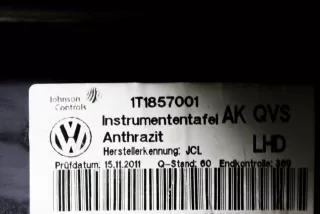 Johnson
Controls
1T1857001
Instrumententafel AK QVS
Anthrazit LHD
Herstellerkennung: JCL
Prüfdatum: 15.11.2011 Q-Stand: 60 Endkontrolle: 369